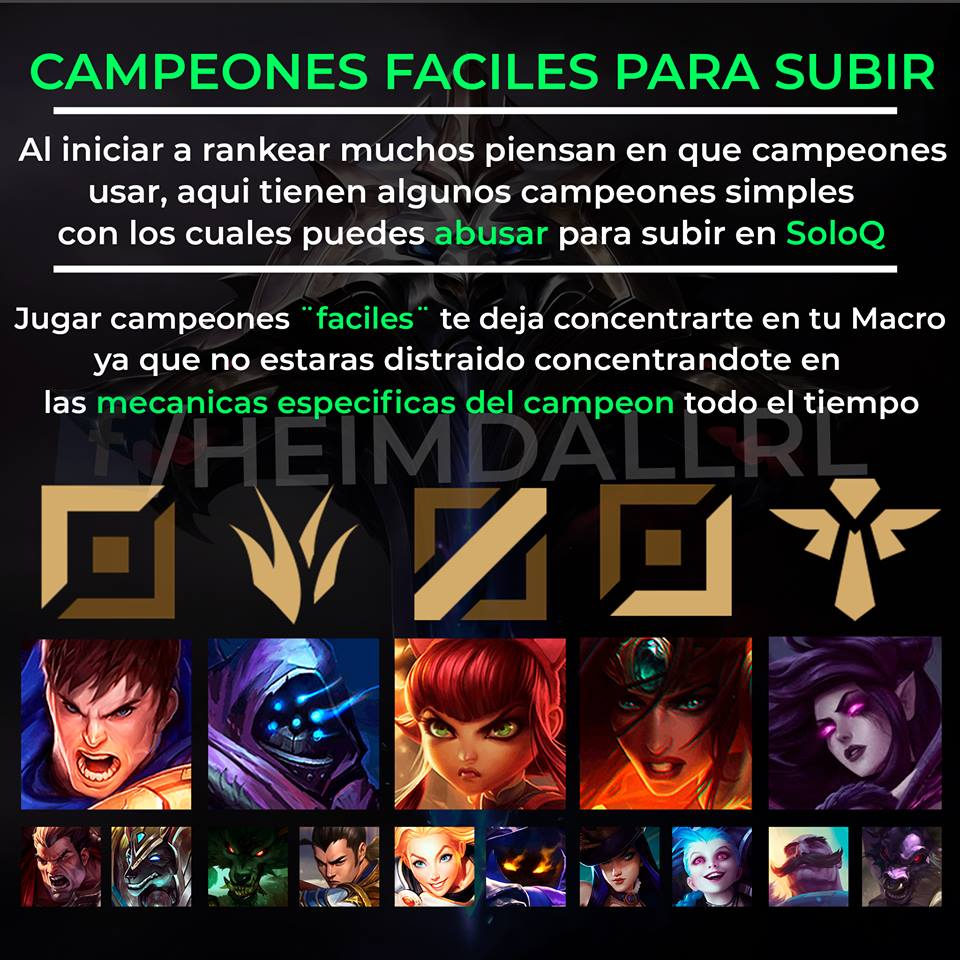 CAMPEONES FACILES PARA SUBIR
Al iniciar a rankear muchos piensan en que campeones
usar, aqui tienen algunos campeones simples
con los cuales puedes abusar para subir en SoloQ
Jugar campeones ¨faciles¨ te deja concentrarte en tu Macro
ya que no estaras distraido concentrandote en
las mecanicas especificas del campeon todo el tiempo
/HEIMDALLRL